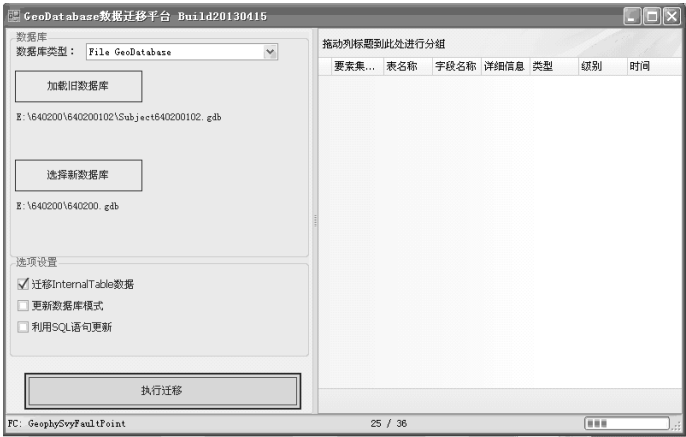 GeoDatabase数据迁移平台 Build20130415
数据库
数据库类型： File GeoDatabase
加载旧数据库
E:\640200\640200102\Subject640200102.gdb
选择新数据库
E:\640200\640200.gdb
选项设置
迁移InternalTable数据
更新数据库模式
利用SQL语句更新
执行迁移
拖动列标题到此处进行分组
要素集... 表名称 字段名称 详细信息 类型 级别 时间
FC: GeophySvyFaultPoint 25 / 36